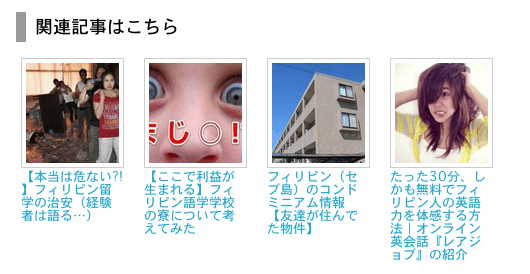 関連記事はこちら
まじ○!
【本当は危ない?!
】フィリピン留
学の治安（経験
者は語る…）
【ここで利益が
生まれる】フィ
リピン語学学校
の寮について考
えてみた
フィリピン（セ
ブ島）のコンド
ミニアム情報
【友達が住んで
た物件】
たった30分、し
かも無料でフィ
リピン人の英語
力を体感する方
法｜オンライン
英会話『レアジ
ョブ』の紹介